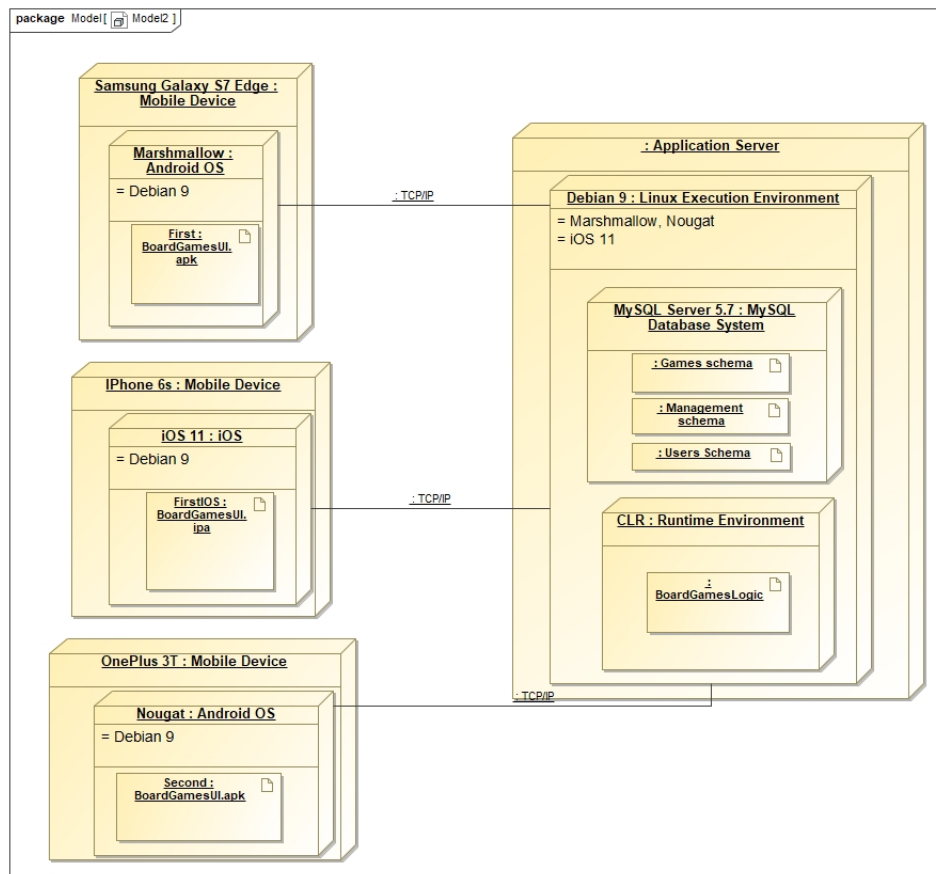 package Model[ Model2 ]
Samsung Galaxy S7 Edge :
Mobile Device
Marshmallow :
Android OS
= Debian 9
First :
BoardGamesUI.
apk
: TCP/IP
: Application Server
Debian 9 : Linux Execution Environment
= Marshmallow, Nougat
= iOS 11
MySQL Server 5.7 : MySQL
Database System
: Games schema
: Management
schema
: Users Schema
IPhone 6s : Mobile Device
iOS 11 : iOS
= Debian 9
FirstIOS :
BoardGamesUI.
ipa
: TCP/IP
CLR : Runtime Environment
:
BoardGamesLogic
OnePlus 3T : Mobile Device
Nougat : Android OS
= Debian 9
Second :
BoardGamesUI.apk
: TCP/IP